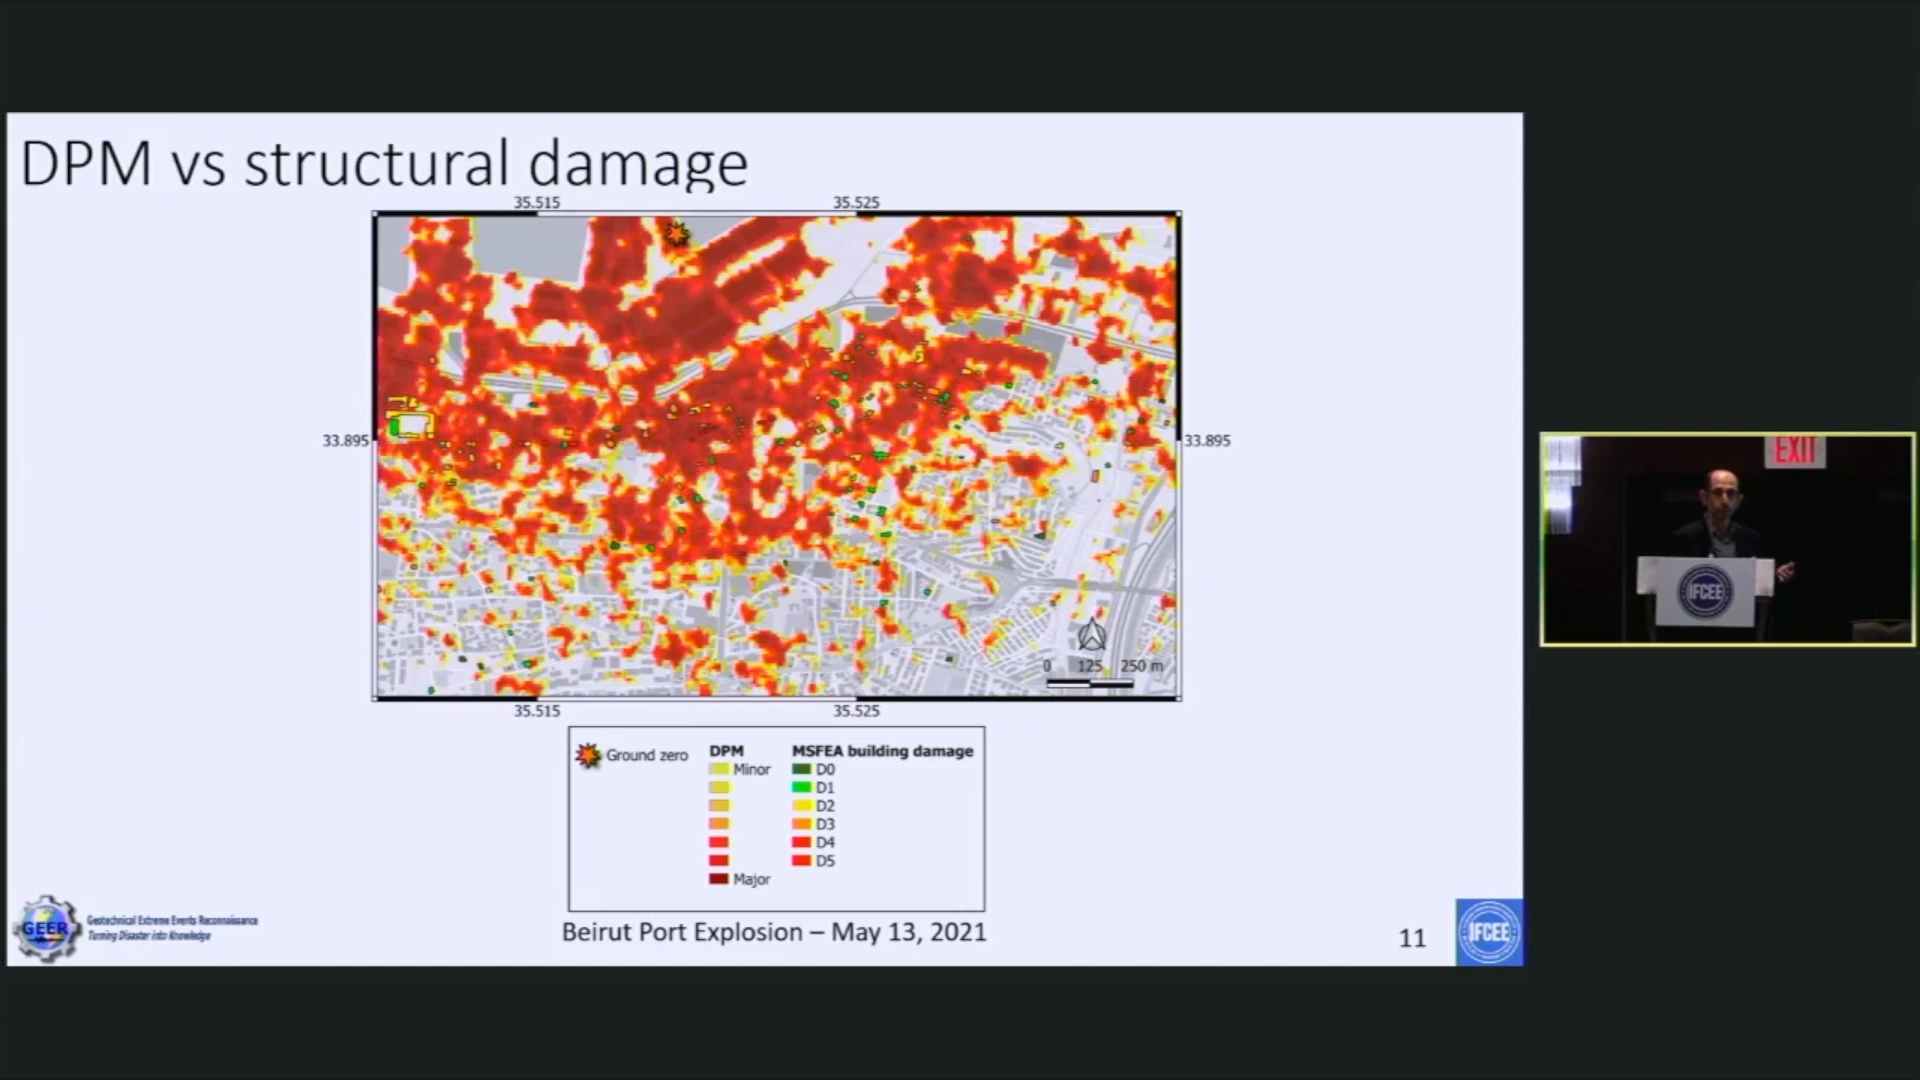 DPM vs structural damage
35.515 35.525
33.895 33.895
0 125 250 m
35.515 35.525
Ground zero
DPM
Minor
Major
MSFEA building damage
D0
D1
D2
D3
D4
D5
GEER
Geotechnical Extreme Events Reconnaissance
Turning Disaster into Knowledge
Beirut Port Explosion – May 13, 2021
11
IFCEE
EXIT
IFCEE